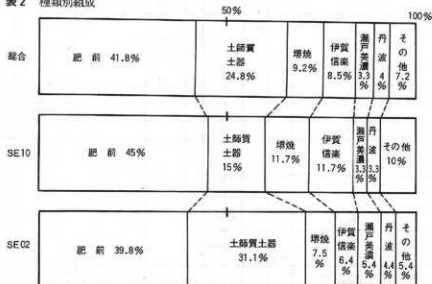 表2 種類別組成
50% 100%
総合 肥前 41.8% 土師質土器 24.8% 堺焼 9.2% 伊賀信楽 8.5% 瀬戸美濃 3.3% 丹波 4% その他 7.2%
SE10 肥前 45% 土師質土器 15% 堺焼 11.7% 伊賀信楽 11.7% 瀬戸美濃 3.3% 丹波 3.3% その他 10%
SE02 肥前 39.8% 土師質土器 31.1% 堺焼 7.5% 伊賀信楽 6.4% 瀬戸美濃 5.4% 丹波 4.4% その他 5.4%